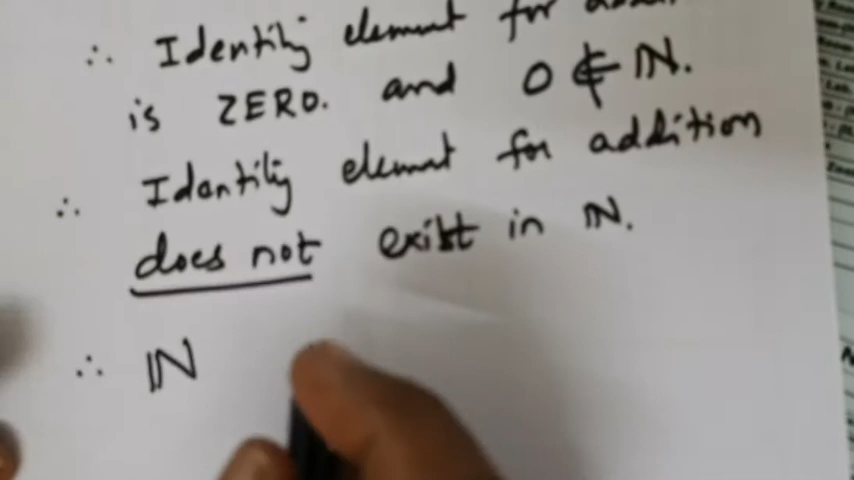 ∴ Identity element for
is ZERO. and 0 ∉ ℕ.
∴ Identity element for addition
does not exist in ℕ.
∴ ℕ